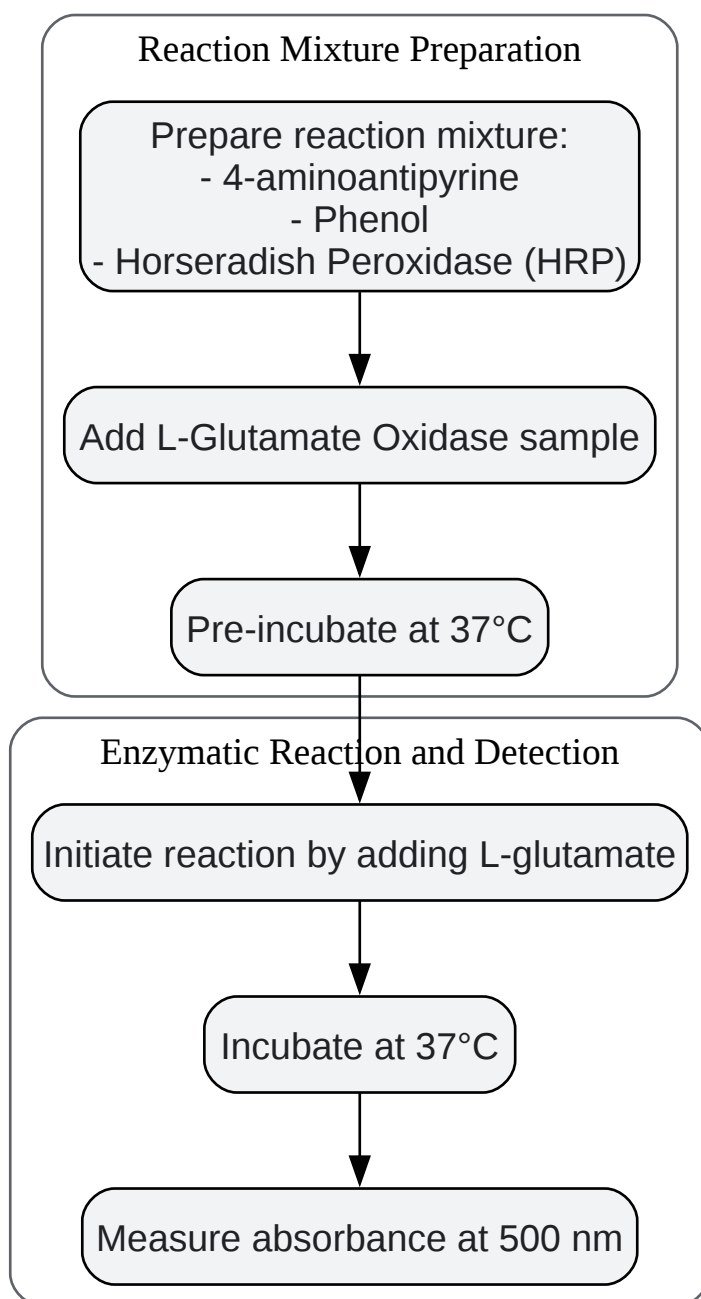 Reaction Mixture Preparation
Prepare reaction mixture:
- 4-aminoantipyrine
- Phenol
- Horseradish Peroxidase (HRP)
Add L-Glutamate Oxidase sample
Pre-incubate at 37°C
Enzymatic Reaction and Detection
Initiate reaction by adding L-glutamate
Incubate at 37°C
Measure absorbance at 500 nm